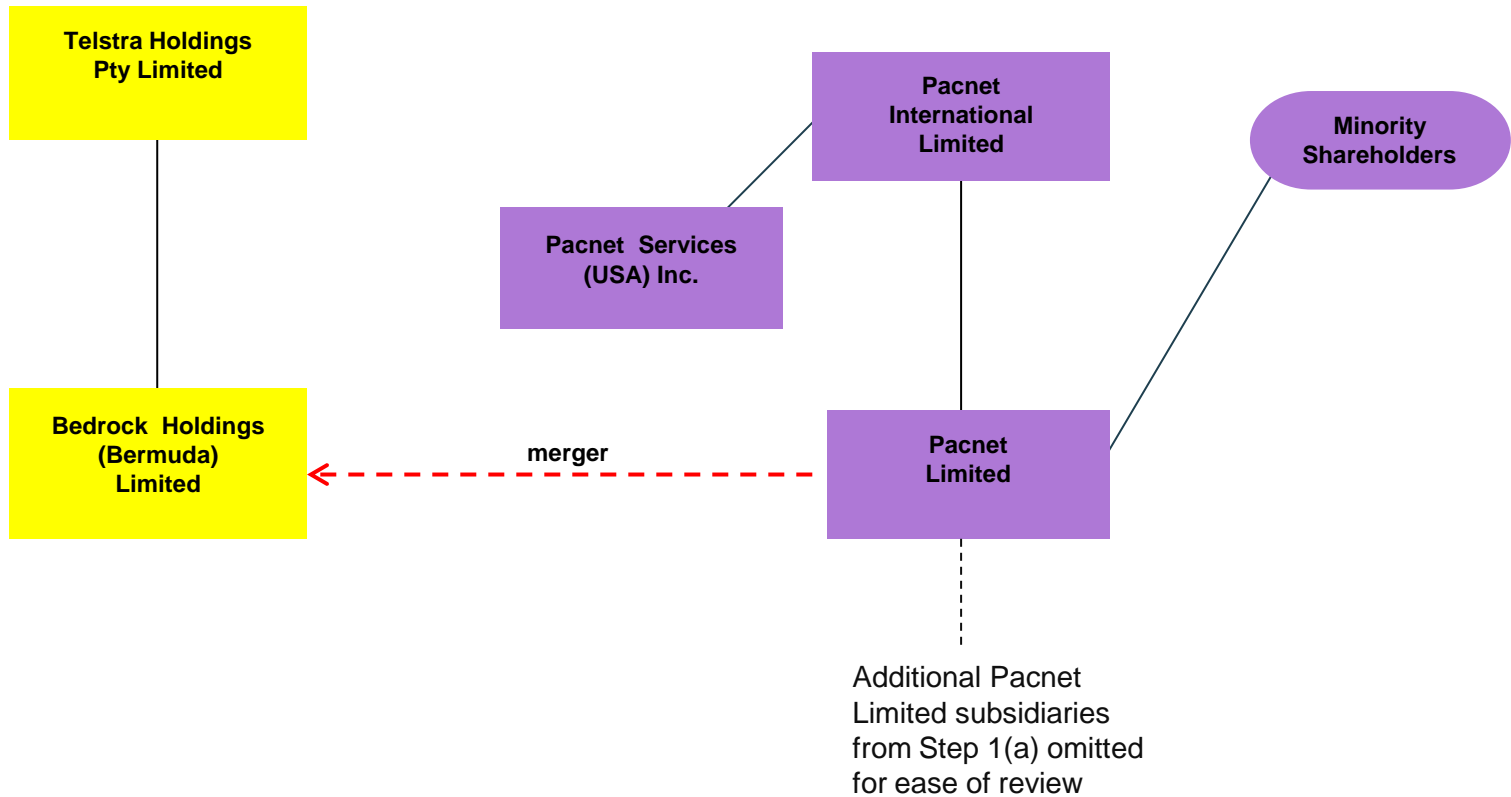 Telstra Holdings
Pty Limited
Pacnet
International
Limited
Minority
Shareholders
Pacnet Services
(USA) Inc.
Bedrock Holdings
(Bermuda)
Limited
merger
Pacnet
Limited
Additional Pacnet
Limited subsidiaries
from Step 1(a) omitted
for ease of review